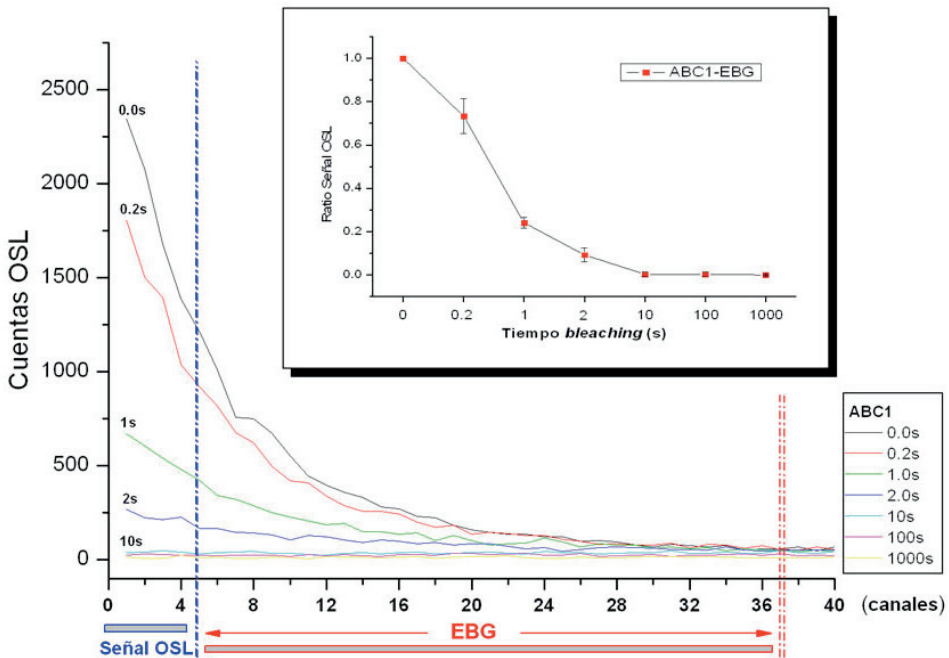 2500
2000
1500
1000
500
0
Cuentas OSL
0.0s
0.2s
1s
2s
10s
1.0
0.8
0.6
0.4
0.2
0.0
Ratio Señal OSL
ABC1-EBG
0 0.2 1 2 10 100 1000
Tiempo bleaching (s)
ABC1
0.0s
0.2s
1.0s
2.0s
10s
100s
1000s
0 4 8 12 16 20 24 28 32 36 40 (canales)
Señal OSL
EBG